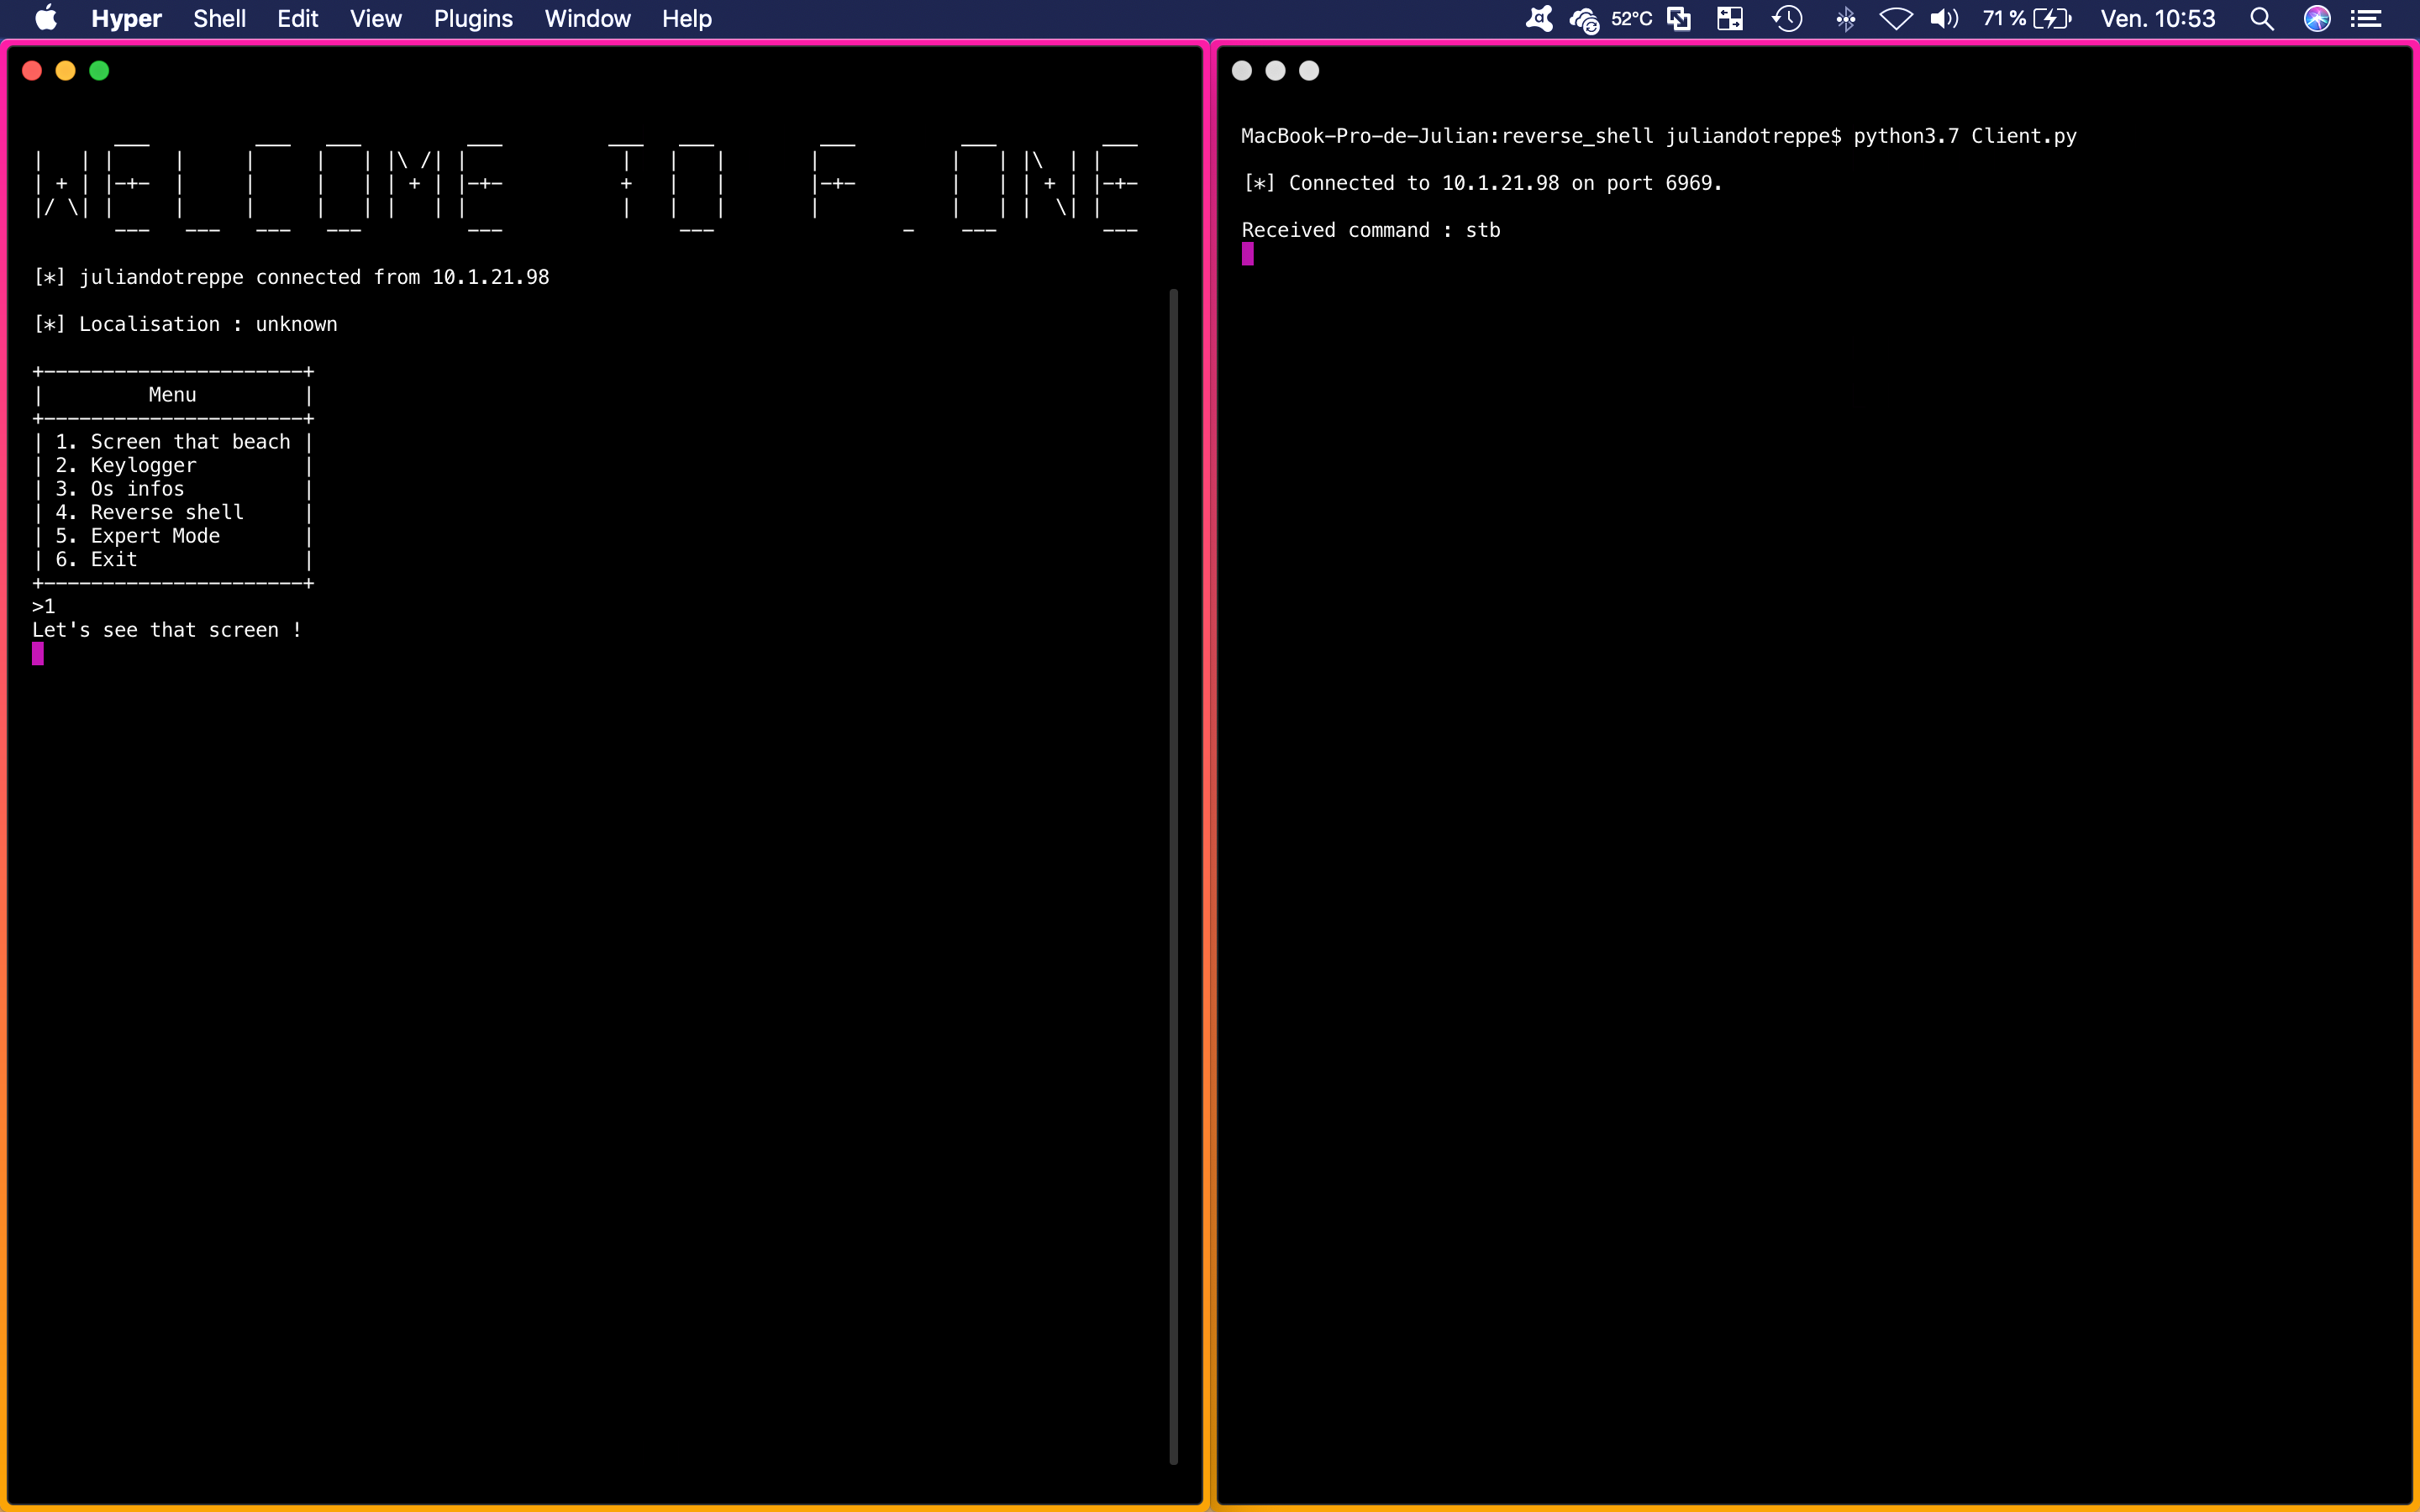 Hyper Shell Edit View Plugins Window Help 52°C 71 % Ven. 10:53
WELCOME TO F_ONE
[*] juliandotreppe connected from 10.1.21.98
[*] Localisation : unknown
Menu
1. Screen that beach
2. Keylogger
3. Os infos
4. Reverse shell
5. Expert Mode
6. Exit
>1
Let's see that screen !
MacBook-Pro-de-Julian:reverse_shell juliandotreppe$ python3.7 Client.py
[*] Connected to 10.1.21.98 on port 6969.
Received command : stb